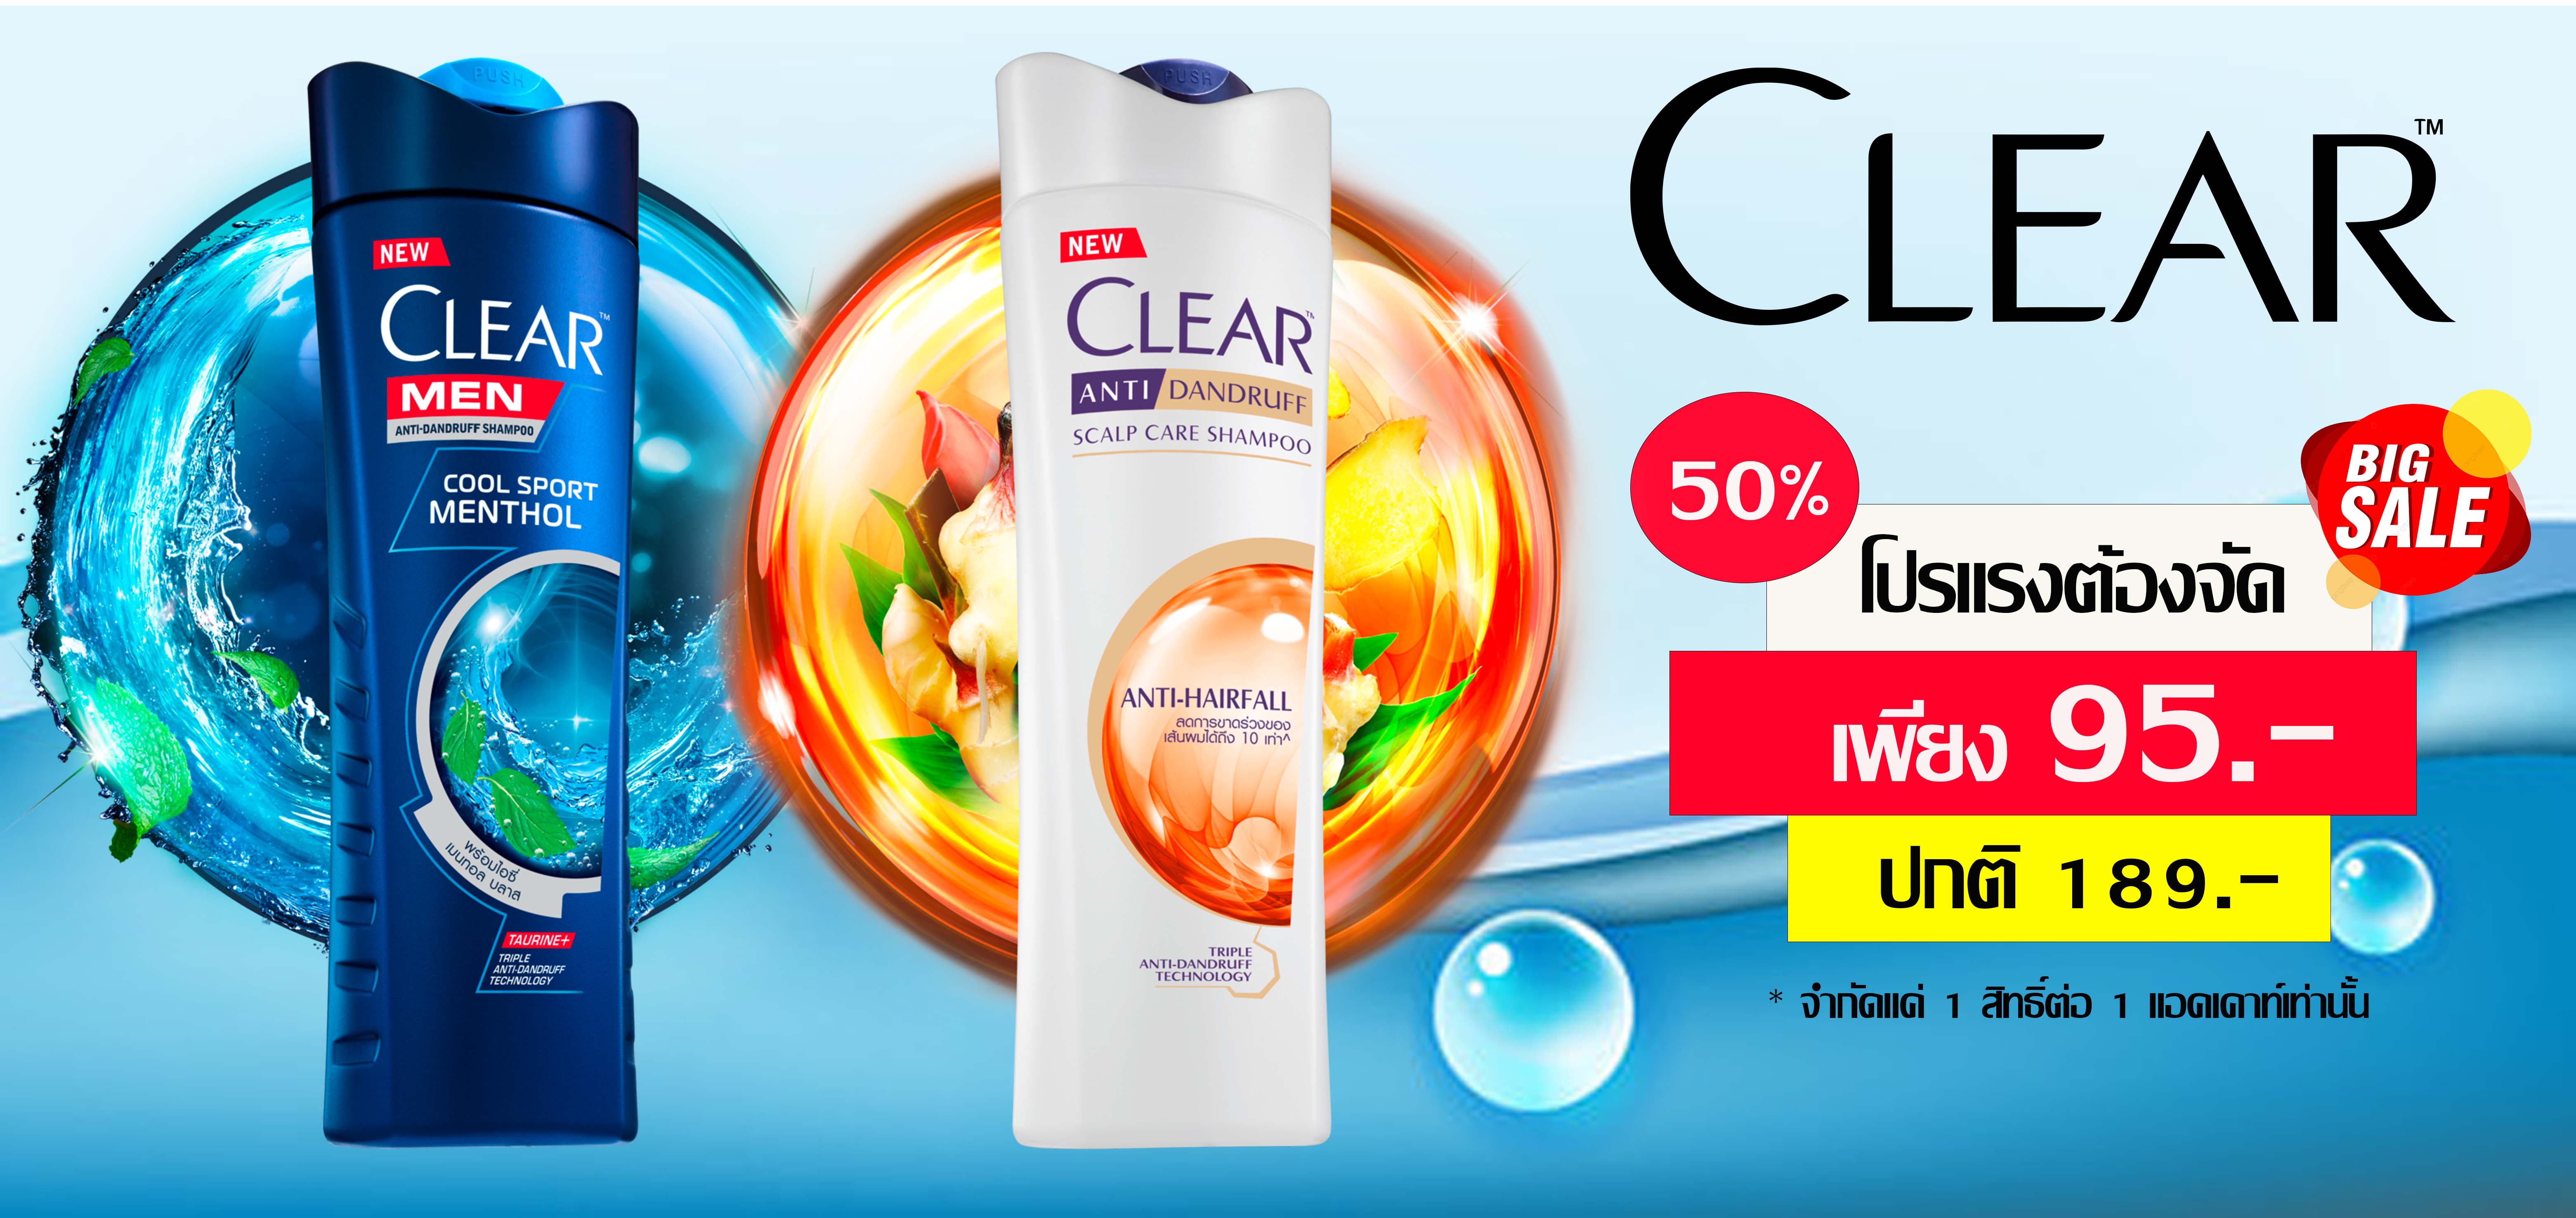 PUSH
NEW
CLEAR™
MEN
ANTI-DANDRUFF SHAMPOO
COOL SPORT
MENTHOL
พร้อมไอซี่
เมนทอล บลาส
TAURINE+
TRIPLE
ANTI-DANDRUFF
TECHNOLOGY
PUSH
NEW
CLEAR™
ANTI DANDRUFF
SCALP CARE SHAMPOO
ANTI-HAIRFALL
ลดการขาดร่วงของ
เส้นผมได้ถึง 10 เท่า^
TRIPLE
ANTI-DANDRUFF
TECHNOLOGY
CLEAR™
50%
BIG
SALE
โปรแรงต้องจัด
เพียง 95.-
ปกติ 189.-
* จำกัดแค่ 1 สิทธิ์ต่อ 1 แอคเคาท์เท่านั้น